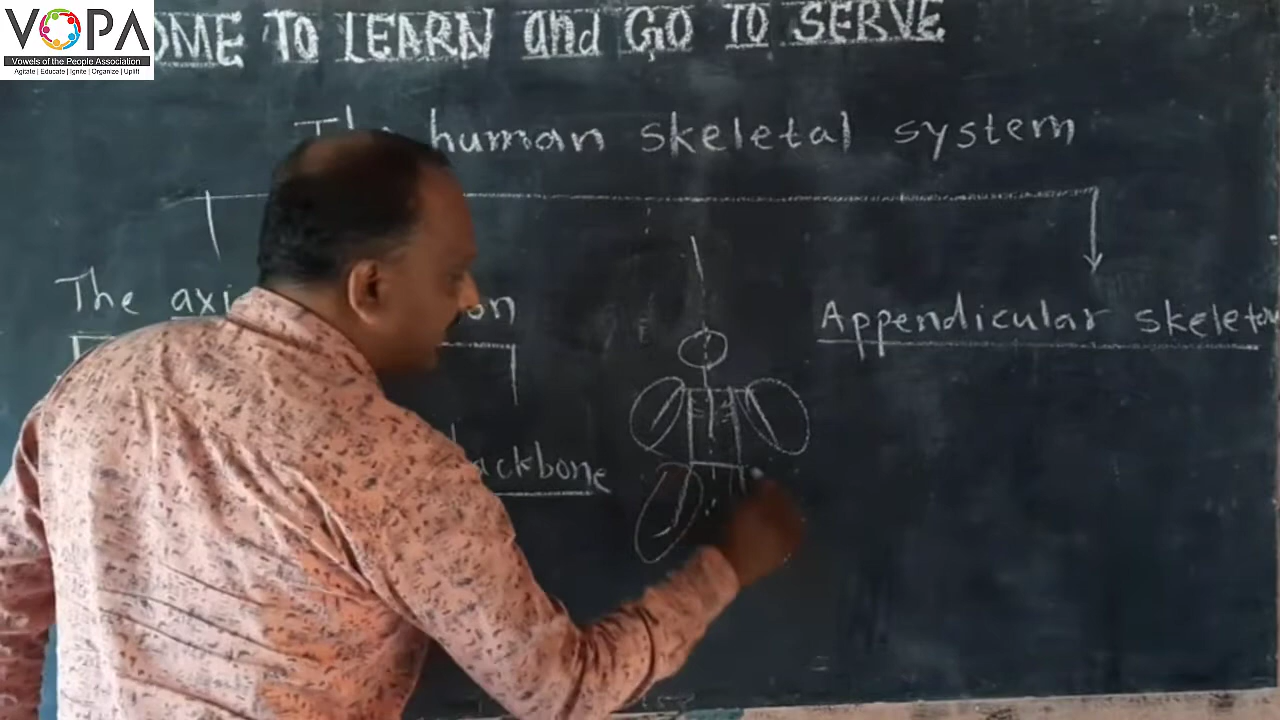 VOPA
Vowels of the People Association
Agitate | Educate | Ignite | Organize | Uplift
OME TO LEARN and GO TO SERVE
The human skeletal system
The axi on
Appendicular skeleton
ackbone